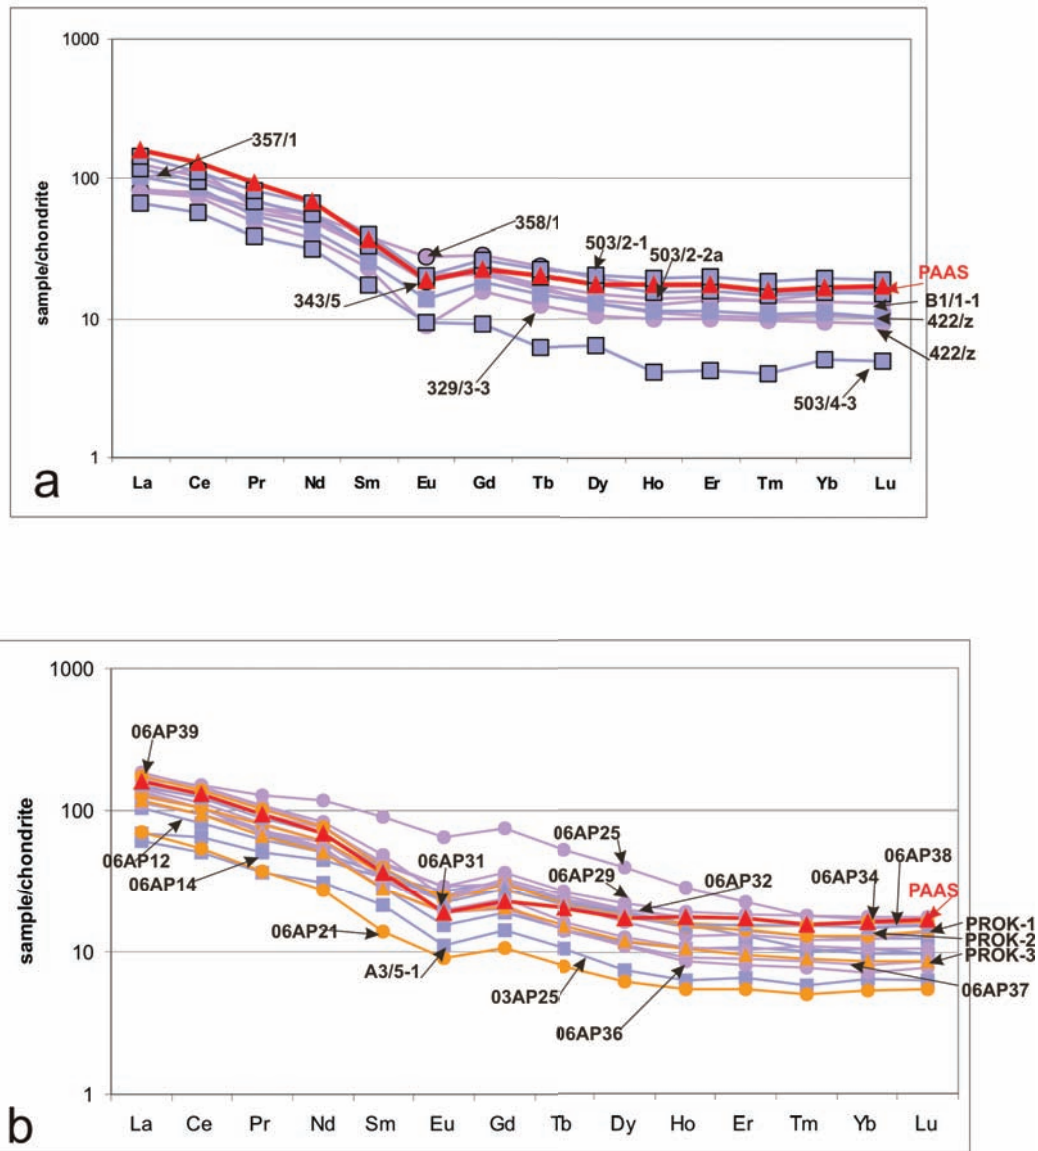 1000
357/1
100
358/1
503/2-1
503/2-2a
PAAS
343/5
B1/1-1
422/z
10
422/z
329/3-3
503/4-3
1
sample/chondrite
La Ce Pr Nd Sm Eu Gd Tb Dy Ho Er Tm Yb Lu
a
1000
06AP39
100
06AP25
06AP12
06AP31
06AP29
06AP32
06AP34
06AP38
06AP14
PAAS
PROK-1
06AP21
PROK-2
10
PROK-3
A3/5-1
03AP25
06AP37
06AP36
1
sample/chondrite
La Ce Pr Nd Sm Eu Gd Tb Dy Ho Er Tm Yb Lu
b